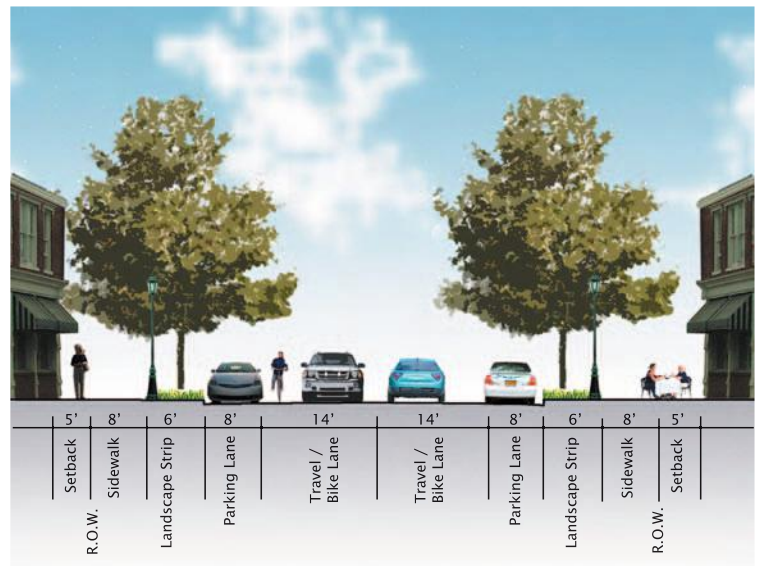 5' 8' 6' 8' 14' 14' 8' 6' 8' 5'
Setback
R.O.W.
Sidewalk
Landscape Strip
Parking Lane
Travel /
Bike Lane
Travel /
Bike Lane
Parking Lane
Landscape Strip
Sidewalk
R.O.W.
Setback